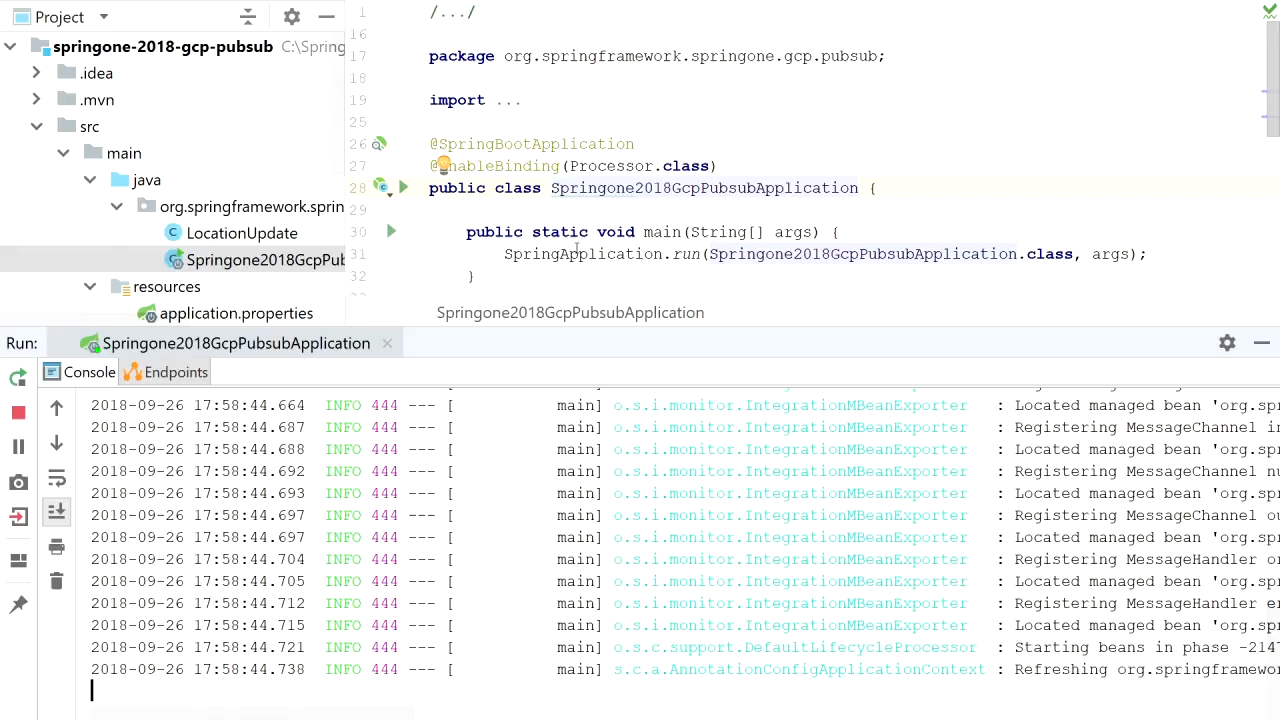 Project
springone-2018-gcp-pubsub C:\Spring
.idea
.mvn
src
main
java
org.springframework.sprin
LocationUpdate
Springone2018GcpPub
resources
application.properties
1 /.../
16
17 package org.springframework.springone.gcp.pubsub;
18
19 import ...
25
26 @SpringBootApplication
27 @EnableBinding(Processor.class)
28 public class Springone2018GcpPubsubApplication {
29
30 public static void main(String[] args) {
31 SpringApplication.run(Springone2018GcpPubsubApplication.class, args);
32 }
Springone2018GcpPubsubApplication
Run: Springone2018GcpPubsubApplication
Console Endpoints
2018-09-26 17:58:44.664 INFO 444 --- [ main] o.s.i.monitor.IntegrationMBeanExporter : Located managed bean 'org.spr
2018-09-26 17:58:44.687 INFO 444 --- [ main] o.s.i.monitor.IntegrationMBeanExporter : Registering MessageChannel in
2018-09-26 17:58:44.688 INFO 444 --- [ main] o.s.i.monitor.IntegrationMBeanExporter : Located managed bean 'org.spr
2018-09-26 17:58:44.692 INFO 444 --- [ main] o.s.i.monitor.IntegrationMBeanExporter : Registering MessageChannel nu
2018-09-26 17:58:44.693 INFO 444 --- [ main] o.s.i.monitor.IntegrationMBeanExporter : Located managed bean 'org.spr
2018-09-26 17:58:44.697 INFO 444 --- [ main] o.s.i.monitor.IntegrationMBeanExporter : Registering MessageChannel ou
2018-09-26 17:58:44.697 INFO 444 --- [ main] o.s.i.monitor.IntegrationMBeanExporter : Located managed bean 'org.spr
2018-09-26 17:58:44.704 INFO 444 --- [ main] o.s.i.monitor.IntegrationMBeanExporter : Registering MessageHandler or
2018-09-26 17:58:44.705 INFO 444 --- [ main] o.s.i.monitor.IntegrationMBeanExporter : Located managed bean 'org.spr
2018-09-26 17:58:44.712 INFO 444 --- [ main] o.s.i.monitor.IntegrationMBeanExporter : Registering MessageHandler er
2018-09-26 17:58:44.715 INFO 444 --- [ main] o.s.i.monitor.IntegrationMBeanExporter : Located managed bean 'org.spr
2018-09-26 17:58:44.721 INFO 444 --- [ main] o.s.c.support.DefaultLifecycleProcessor : Starting beans in phase -2147
2018-09-26 17:58:44.738 INFO 444 --- [ main] s.c.a.AnnotationConfigApplicationContext : Refreshing org.springframewo